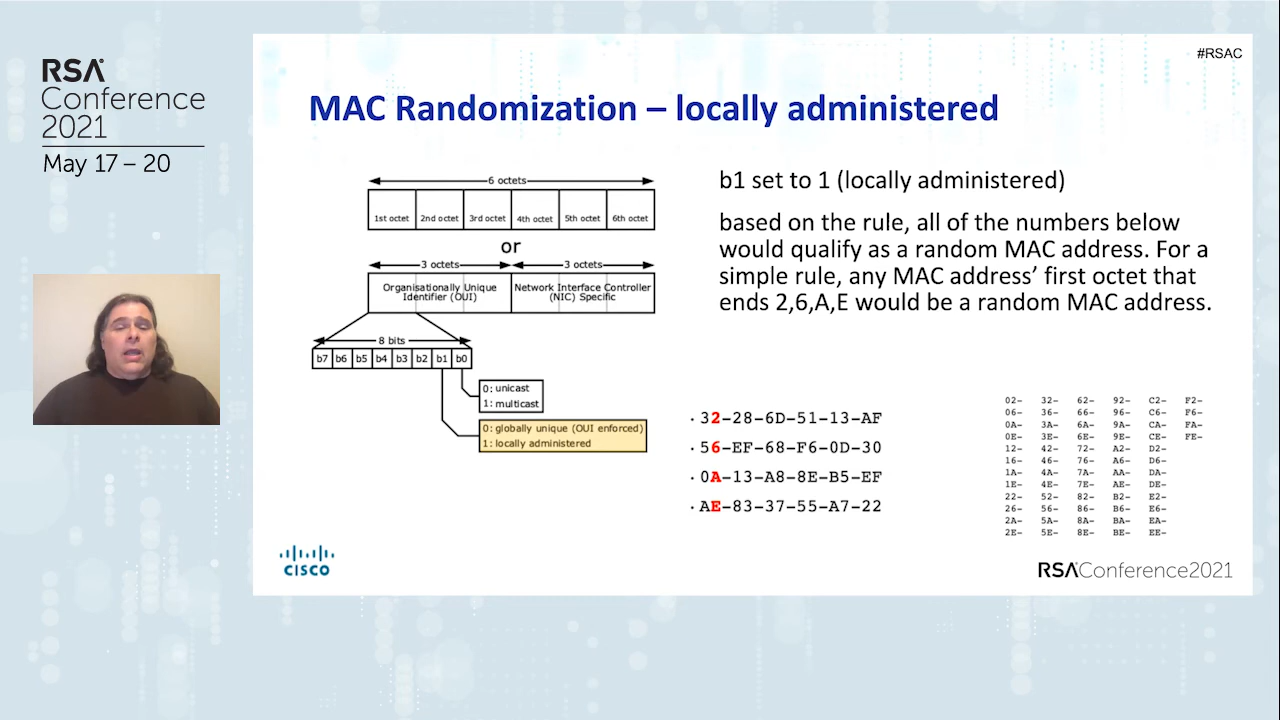 RSA
Conference
2021
May 17 – 20
#RSAC
MAC Randomization – locally administered
6 octets
1st octet 2nd octet 3rd octet 4th octet 5th octet 6th octet
or
3 octets 3 octets
Organisationally Unique
Identifier (OUI)
Network Interface Controller
(NIC) Specific
8 bits
b7 b6 b5 b4 b3 b2 b1 b0
0: unicast
1: multicast
0: globally unique (OUI enforced)
1: locally administered
b1 set to 1 (locally administered)
based on the rule, all of the numbers below
would qualify as a random MAC address. For a
simple rule, any MAC address’ first octet that
ends 2,6,A,E would be a random MAC address.
· 32-28-6D-51-13-AF
· 56-EF-68-F6-0D-30
· 0A-13-A8-8E-B5-EF
· AE-83-37-55-A7-22
02- 32- 62- 92- C2- F2-
06- 36- 66- 96- C6- F6-
0A- 3A- 6A- 9A- CA- FA-
0E- 3E- 6E- 9E- CE- FE-
12- 42- 72- A2- D2-
16- 46- 76- A6- D6-
1A- 4A- 7A- AA- DA-
1E- 4E- 7E- AE- DE-
22- 52- 82- B2- E2-
26- 56- 86- B6- E6-
2A- 5A- 8A- BA- EA-
2E- 5E- 8E- BE- EE-
CISCO
RSAConference2021